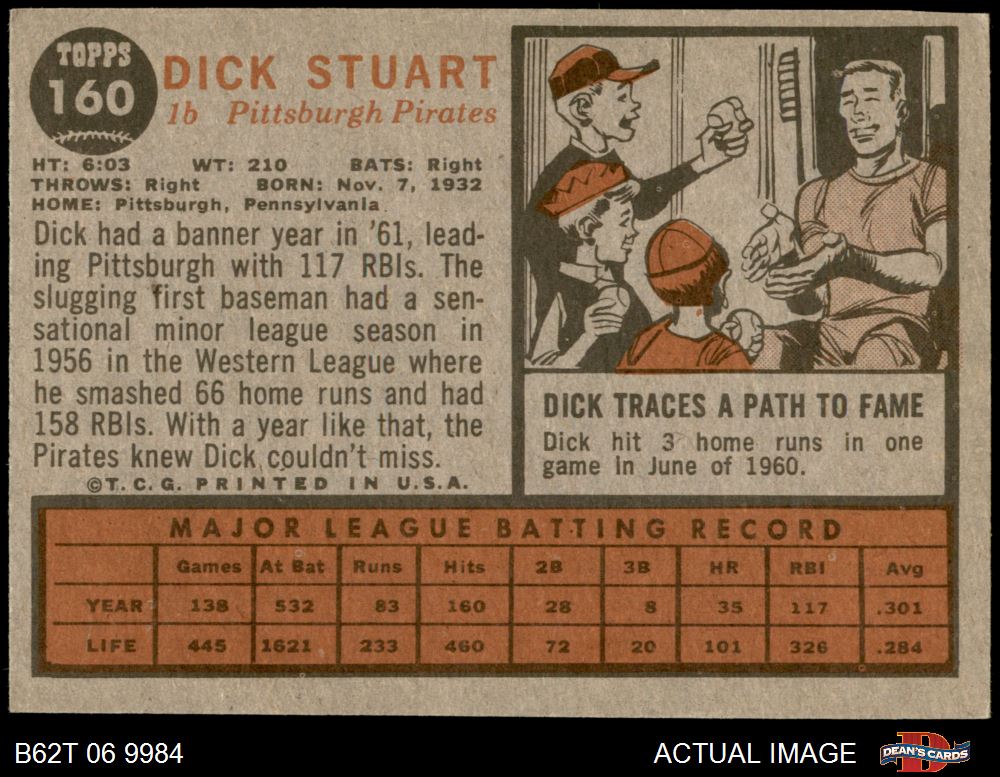 TOPPS
160
DICK STUART
1b Pittsburgh Pirates
HT: 6:03 WT: 210 BATS: Right
THROWS: Right BORN: Nov. 7, 1932
HOME: Pittsburgh, Pennsylvania
Dick had a banner year in '61, lead-
ing Pittsburgh with 117 RBIs. The
slugging first baseman had a sen-
sational minor league season in
1956 in the Western League where
he smashed 66 home runs and had
158 RBIs. With a year like that, the
Pirates knew Dick couldn't miss.
©T.C.G. PRINTED IN U.S.A.
DICK TRACES A PATH TO FAME
Dick hit 3 home runs in one
game in June of 1960.
MAJOR LEAGUE BATTING RECORD
Games At Bat Runs Hits 2B 3B HR RBI Avg
YEAR 138 532 83 160 28 8 35 117 .301
LIFE 445 1621 233 460 72 20 101 326 .284
B62T 06 9984
ACTUAL IMAGE
D
DEAN'S CARDS